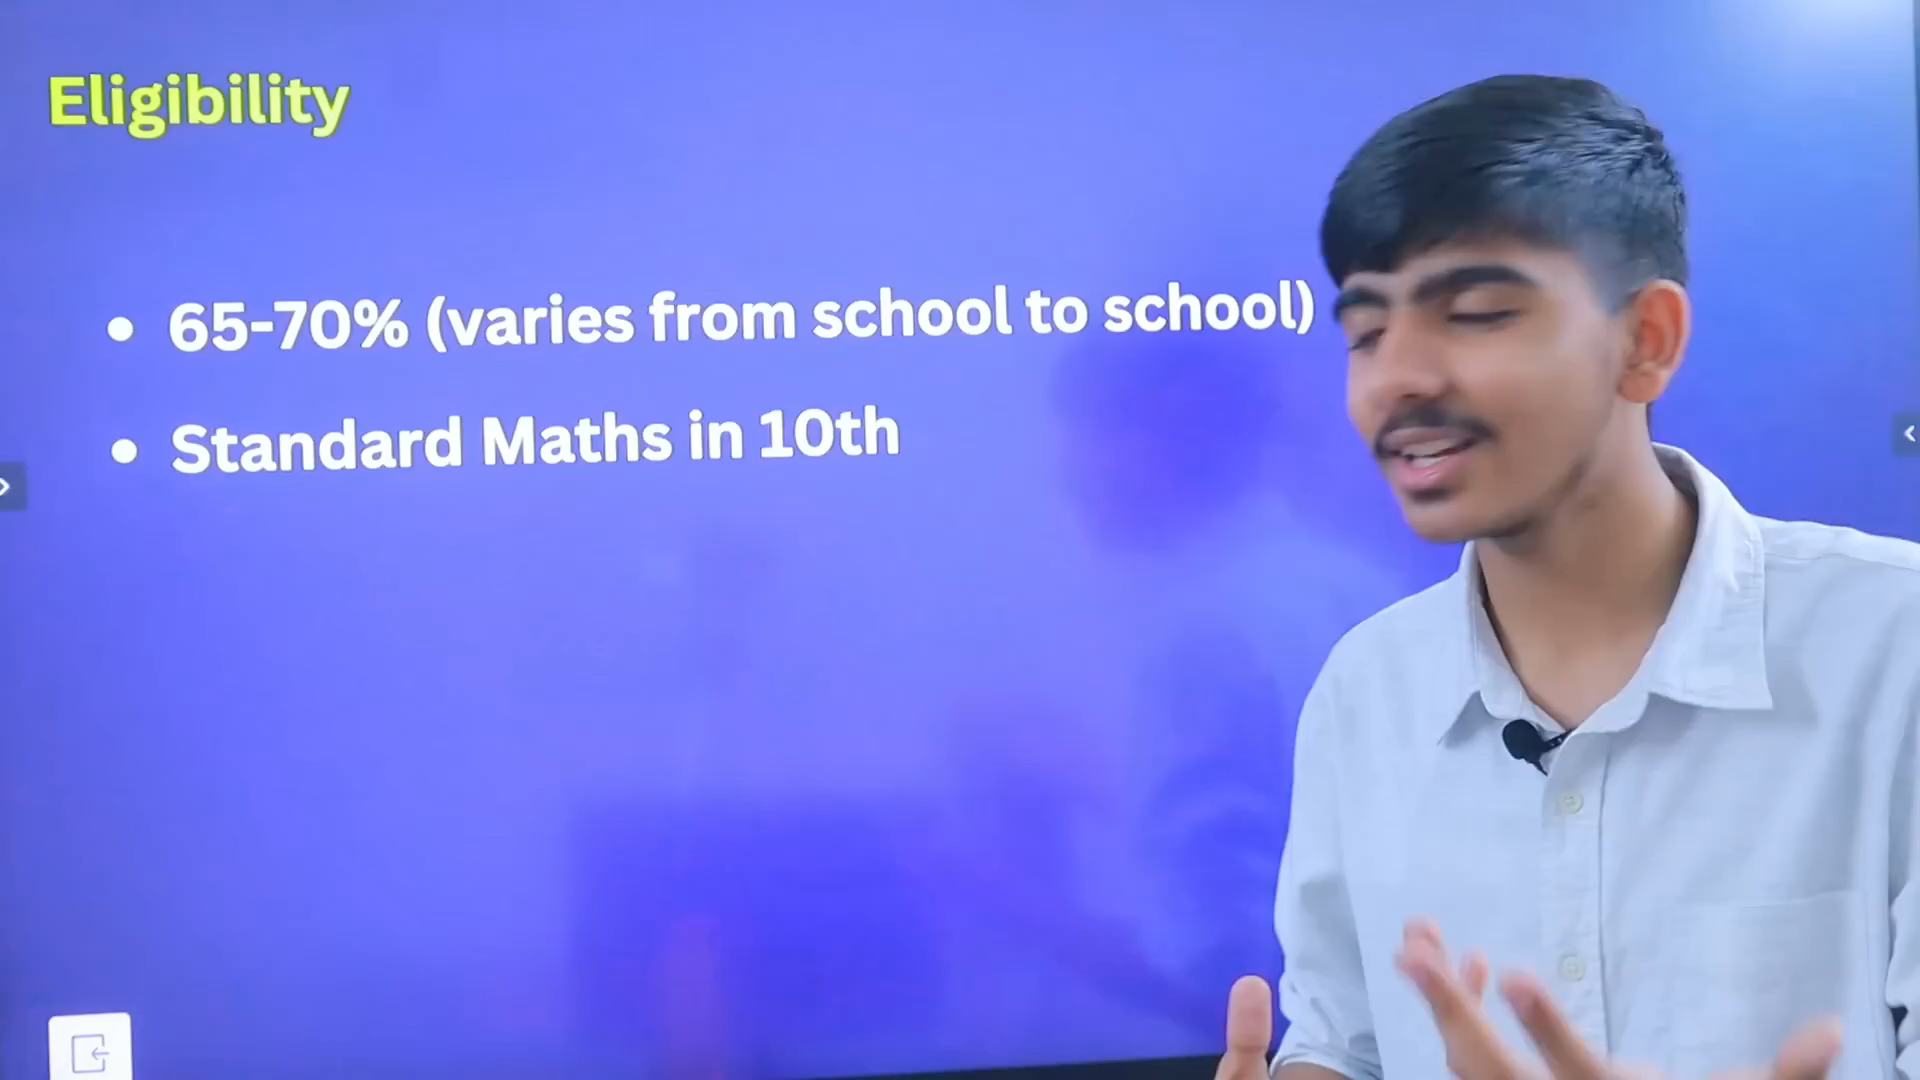 Eligibility
65-70% (varies from school to school)
Standard Maths in 10th